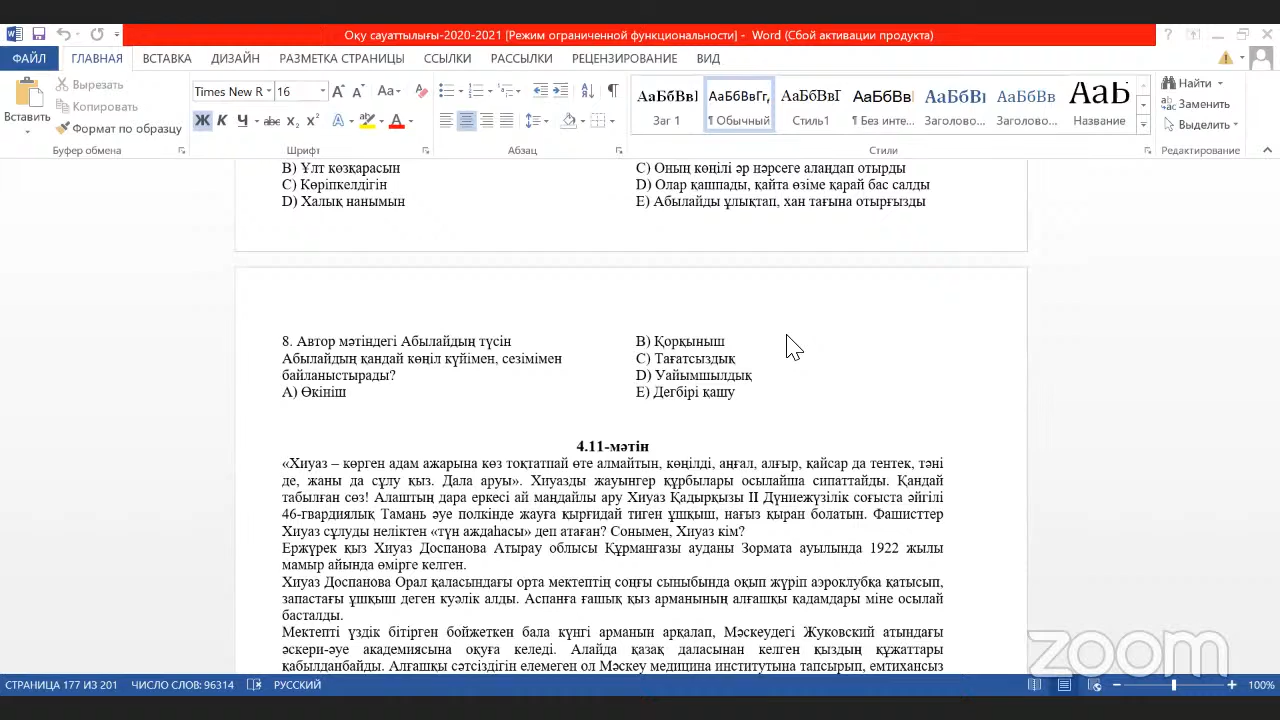 Оқу сауаттылығы-2020-2021 [Режим ограниченной функциональности] - Word (Сбой активации продукта)
ФАЙЛ ГЛАВНАЯ ВСТАВКА ДИЗАЙН РАЗМЕТКА СТРАНИЦЫ ССЫЛКИ РАССЫЛКИ РЕЦЕНЗИРОВАНИЕ ВИД
Вставить
Вырезать
Копировать
Формат по образцу
Буфер обмена
Times New R 16
Ж К Ч abc x₂ x²
Шрифт
Абзац
АаБбВвІ АаБбВвГг, АаБбВвГ АаБбВвІ АаБбВі АаБбВв АаБ
Заг 1 ¶ Обычный Стиль1 ¶ Без инте... Заголово... Заголово... Название
Стили
Найти
Заменить
Выделить
Редактирование
B) Ұлт көзқарасын
C) Көріпкелдігін
D) Халық нанымын
C) Оның көңілі әр нәрсеге алаңдап отырды
D) Олар қашпады, қайта өзіме қарай бас салды
E) Абылайды ұлықтап, хан тағына отырғызды
8. Автор мәтіндегі Абылайдың түсін
Абылайдың қандай көңіл күйімен, сезімімен
байланыстырады?
A) Өкініш
B) Қорқыныш
C) Тағатсыздық
D) Уайымшылдық
E) Дегбірі қашу
4.11-мәтін
«Хиуаз – көрген адам ажарына көз тоқтатпай өте алмайтын, көңілді, аңғал, алғыр, қайсар да тентек, тәні
де, жаны да сұлу қыз. Дала аруы». Хиуазды жауынгер құрбылары осылайша сипаттайды. Қандай
табылған сөз! Алаштың дара еркесі ай маңдайлы ару Хиуаз Қадырқызы ІІ Дүниежүзілік соғыста әйгілі
46-гвардиялық Тамань әуе полкінде жауға қырғидай тиген ұшқыш, нағыз қыран болатын. Фашисттер
Хиуаз сұлуды неліктен «түн аждаһасы» деп атаған? Сонымен, Хиуаз кім?
Ержүрек қыз Хиуаз Доспанова Атырау облысы Құрманғазы ауданы Зормата ауылында 1922 жылы
мамыр айында өмірге келген.
Хиуаз Доспанова Орал қаласындағы орта мектептің соңғы сыныбында оқып жүріп аэроклубқа қатысып,
запастағы ұшқыш деген куәлік алды. Аспанға ғашық қыз арманының алғашқы қадамдары міне осылай
басталды.
Мектепті үздік бітірген бойжеткен бала күнгі арманын арқалап, Мәскеудегі Жуковский атындағы
әскери-әуе академиясына оқуға келеді. Алайда қазақ даласынан келген қыздың құжаттары
қабылданбайды. Алғашқы сәтсіздігін елемеген ол Мәскеу медицина институтына тапсырып, емтихансыз
zoom
СТРАНИЦА 177 ИЗ 201 ЧИСЛО СЛОВ: 96314 РУССКИЙ 100%